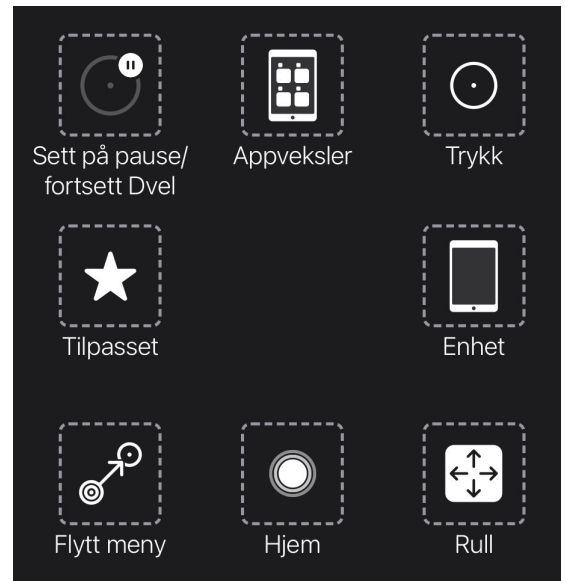 Sett på pause/
fortsett Dvel
Appveksler
Trykk
Tilpasset
Enhet
Flytt meny
Hjem
Rull